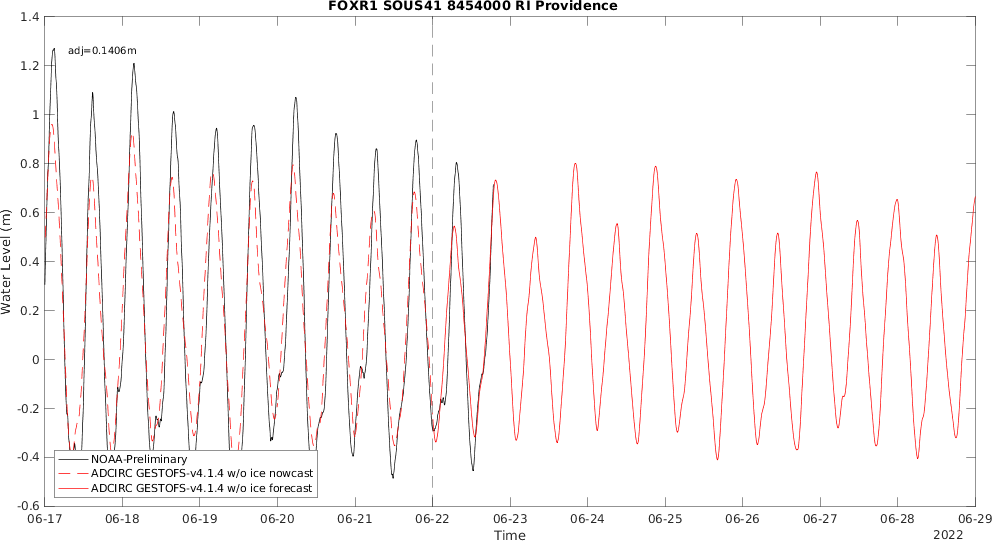 FOXR1 SOUS41 8454000 RI Providence
adj=0.1406m
Water Level (m)
1.4
1.2
1
0.8
0.6
0.4
0.2
0
-0.2
-0.4
-0.6
NOAA-Preliminary
ADCIRC GESTOFS-v4.1.4 w/o ice nowcast
ADCIRC GESTOFS-v4.1.4 w/o ice forecast
06-17 06-18 06-19 06-20 06-21 06-22 06-23 06-24 06-25 06-26 06-27 06-28 06-29
Time
2022